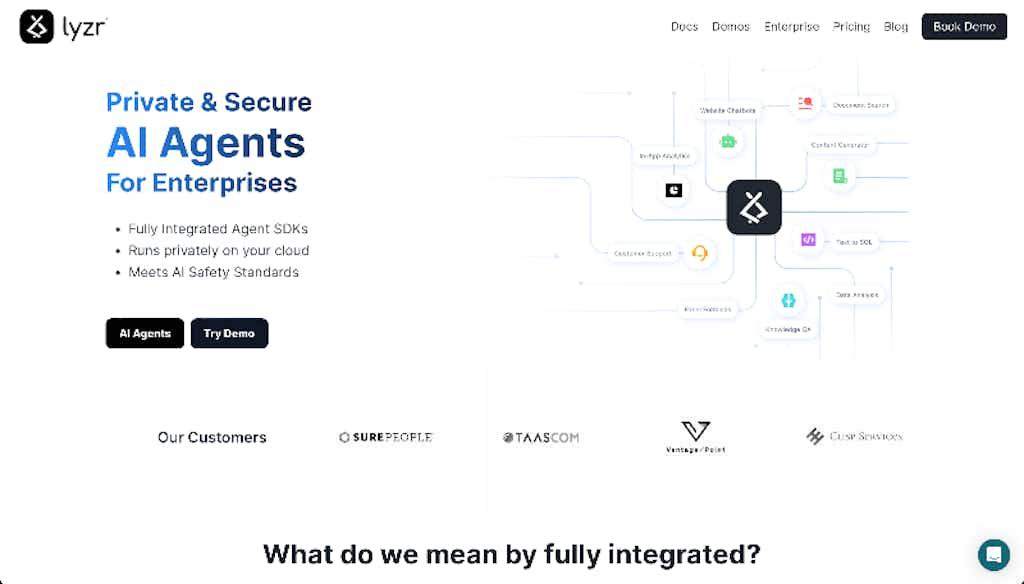 lyzr
Docs Demos Enterprise Pricing Blog Book Demo
Private & Secure
AI Agents
For Enterprises
• Fully Integrated Agent SDKs
• Runs privately on your cloud
• Meets AI Safety Standards
AI Agents Try Demo
Website Chatbots
Document Search
In-App Analytics
Content Generator
Customer Support
Text to SQL
Data Analysis
Knowledge QA
Our Customers
SUREPEOPLE
TAASCOM
Vantage/Point
SERVICES
What do we mean by fully integrated?